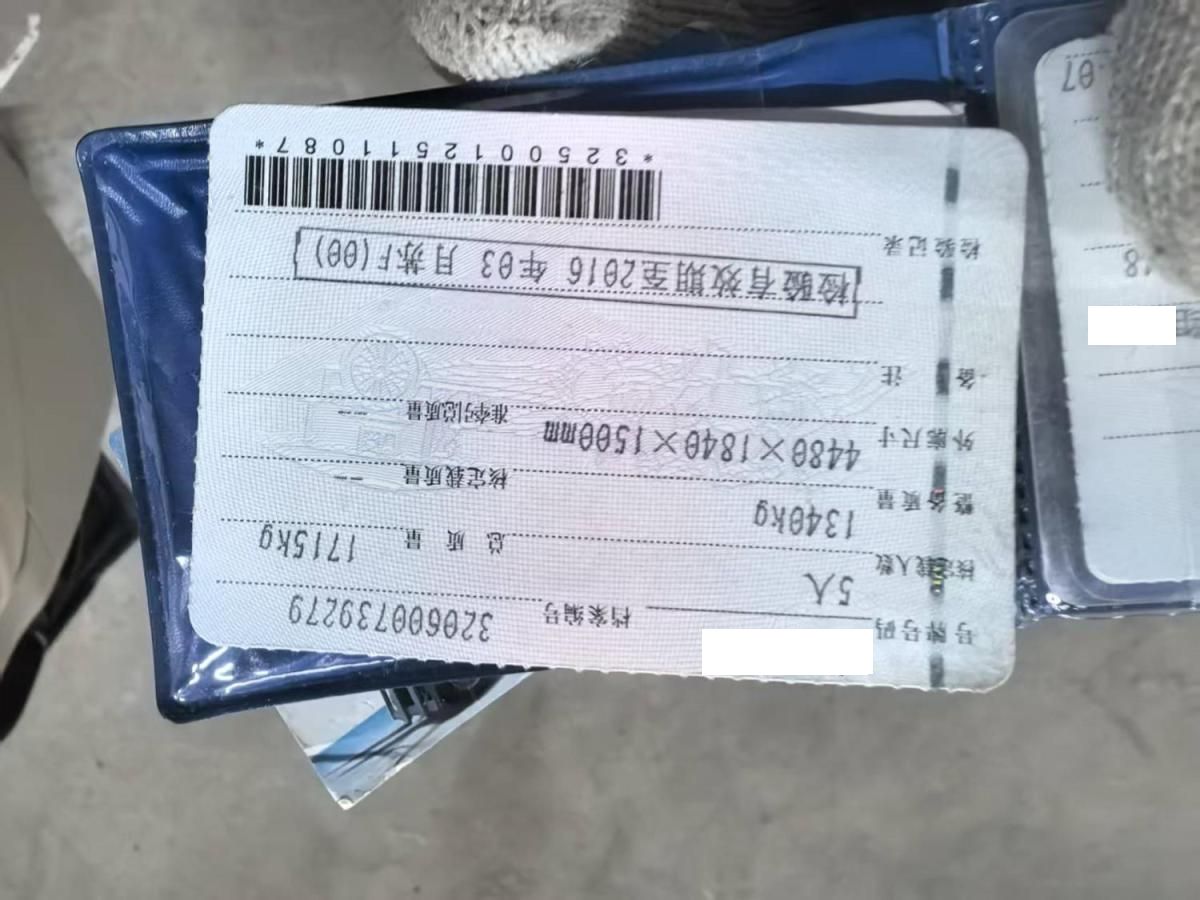 号牌号码 档案编号 320600739279
核定载人数 5人 总质量 1715kg
整备质量 1340kg 核定载质量 --
外廓尺寸 4480×1840×1500mm 准牵引总质量 --
备注
检验有效期至2016年03月苏F(00)
检验记录
*3250012511087*
18
07